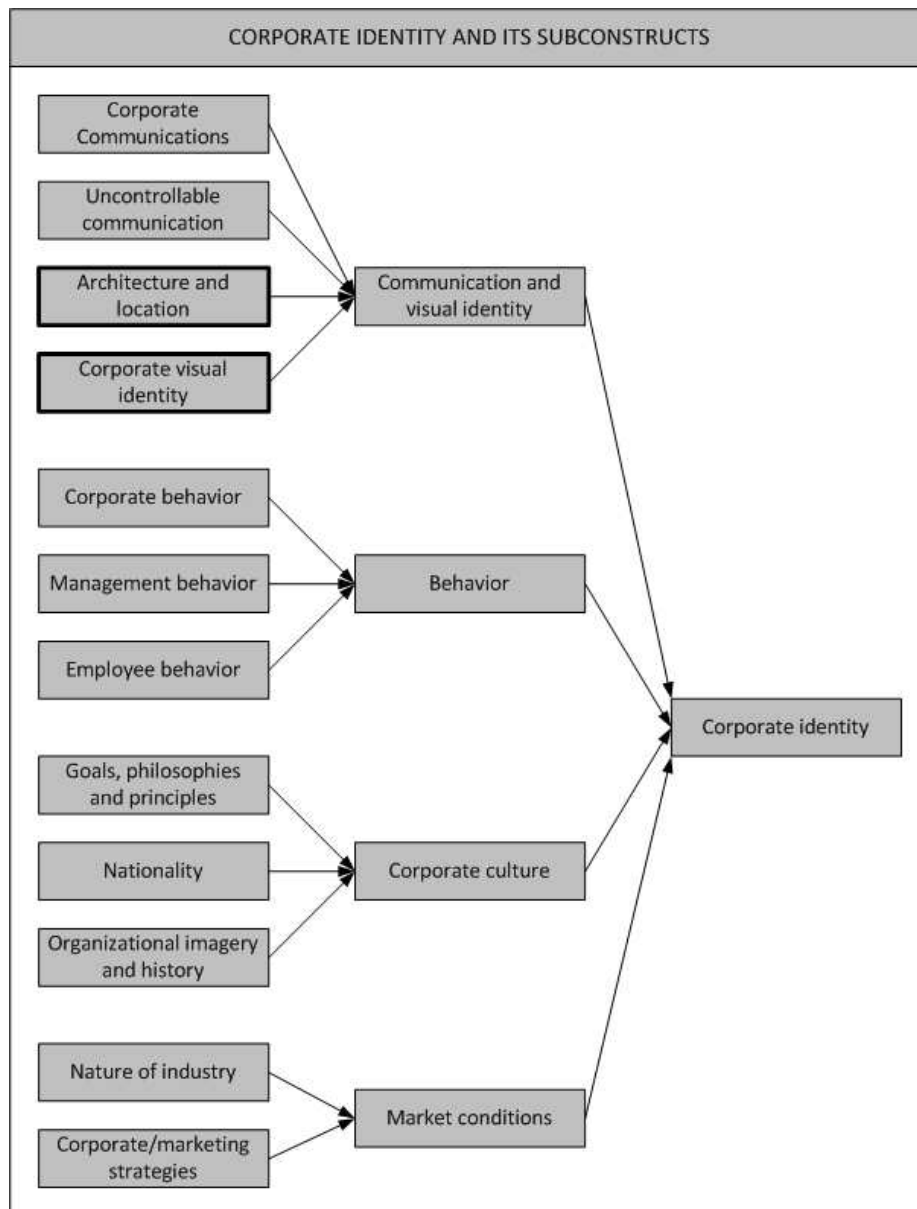 CORPORATE IDENTITY AND ITS SUBCONSTRUCTS
Corporate
Communications
Uncontrollable
communication
Architecture and
location
Corporate visual
identity
Communication and
visual identity
Corporate behavior
Management behavior
Employee behavior
Behavior
Corporate identity
Goals, philosophies
and principles
Nationality
Organizational imagery
and history
Corporate culture
Nature of industry
Corporate/marketing
strategies
Market conditions